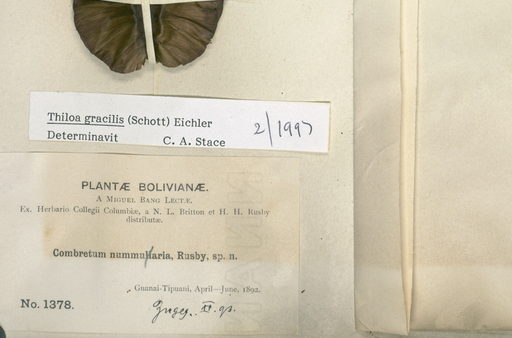 Thiloa gracilis (Schott) Eichler
Determinavit C. A. Stace 2/1997
PLANTÆ BOLIVIANÆ.
A MIGUEL BANG LECTÆ.
Ex. Herbario Collegii Columbiæ, a N. L. Britton et H. H. Rusby
distributæ.
Combretum nummularia, Rusby, sp. n.
Guanai-Tipuani, April—June, 1892.
No. 1378.